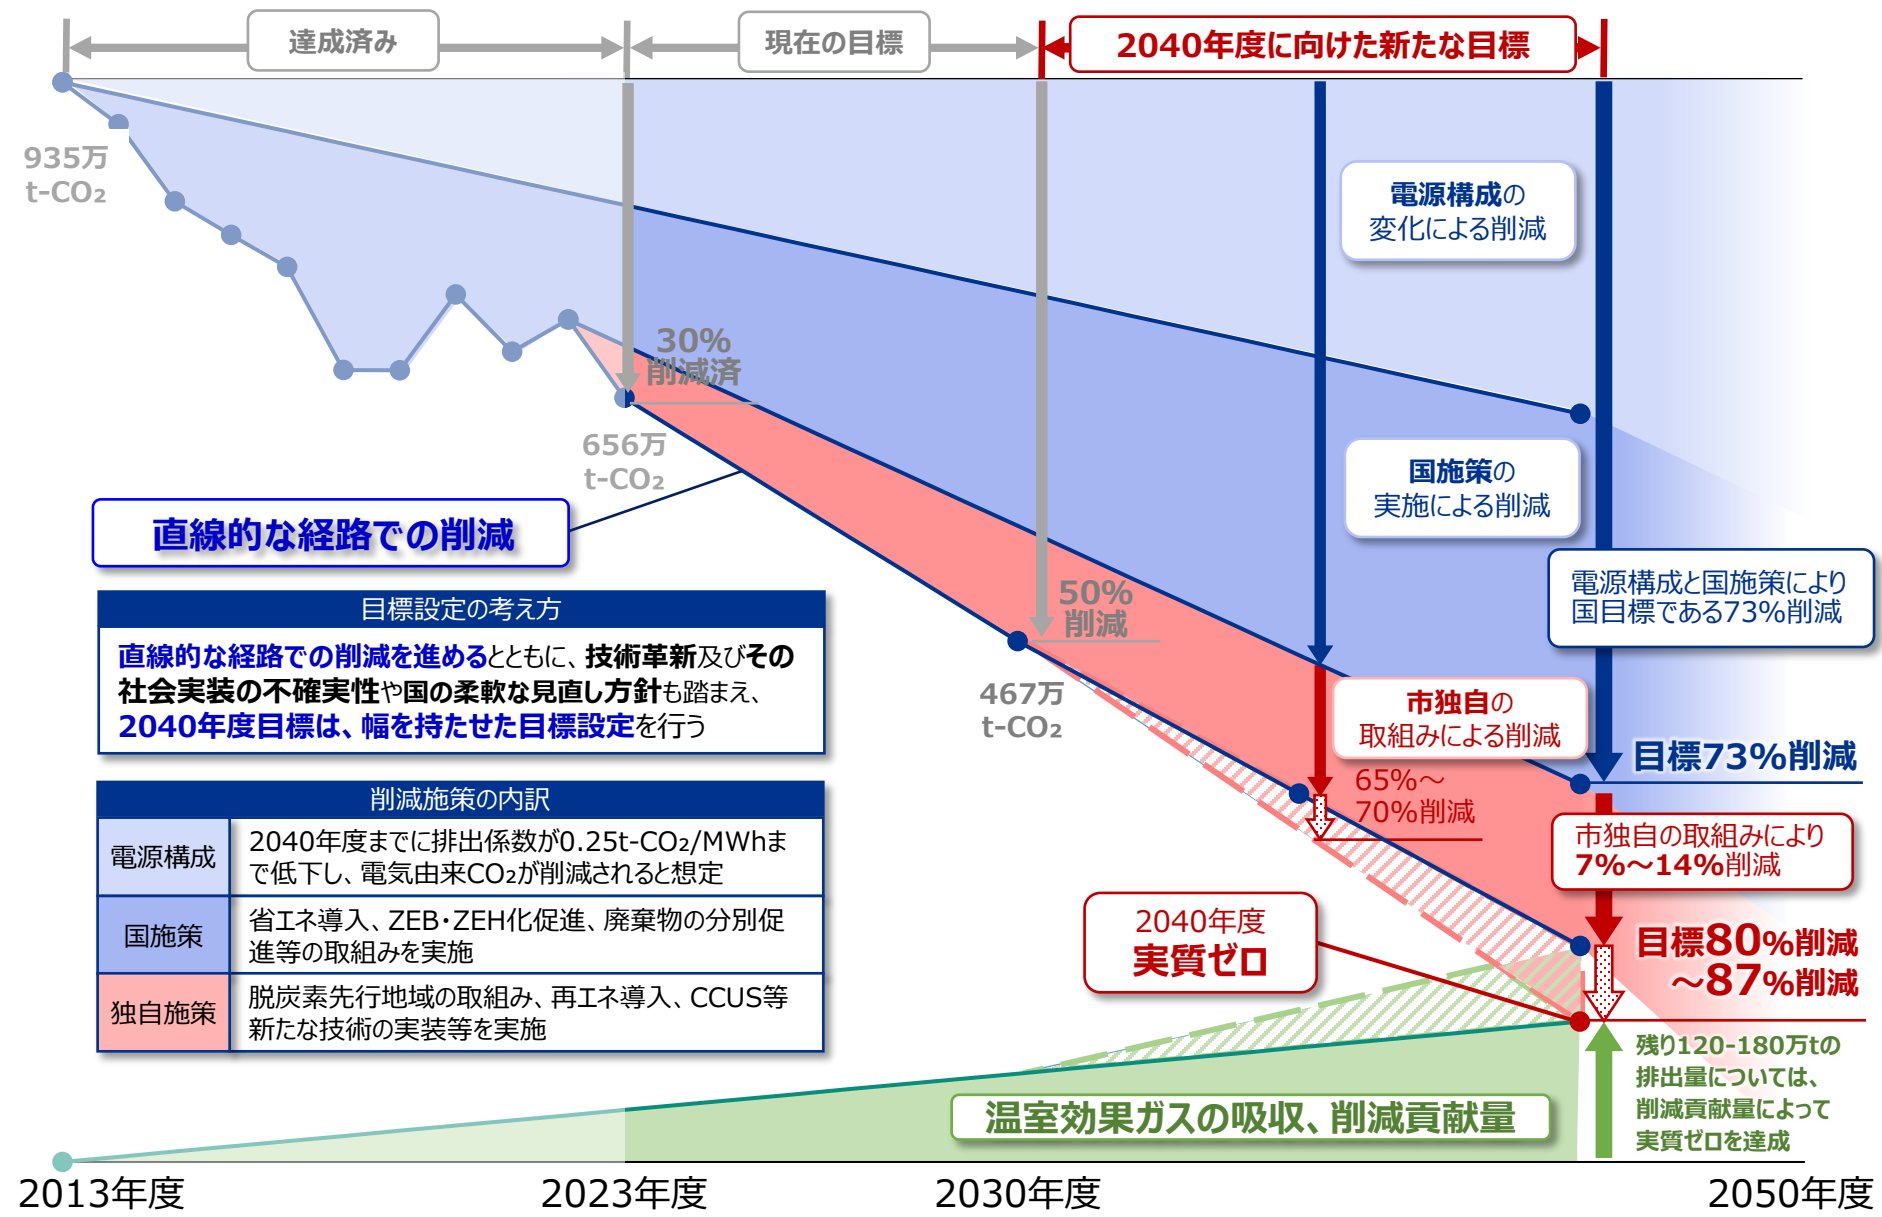 達成済み
現在の目標
2040年度に向けた新たな目標
935万
t-CO₂
電源構成の
変化による削減
30%
削減済
656万
t-CO₂
国施策の
実施による削減
直線的な経路での削減
電源構成と国施策により
国目標である73%削減
50%
削減
467万
t-CO₂
目標設定の考え方
直線的な経路での削減を進めるとともに、技術革新及びその
社会実装の不確実性や国の柔軟な見直し方針も踏まえ、
2040年度目標は、幅を持たせた目標設定を行う
市独自の
取組みによる削減
65%～
70%削減
目標73%削減
市独自の取組みにより
7%～14%削減
削減施策の内訳
電源構成
2040年度までに排出係数が0.25t-CO₂/MWhま
で低下し、電気由来CO₂が削減されると想定
国施策
省エネ導入、ZEB・ZEH化促進、廃棄物の分別促
進等の取組みを実施
独自施策
脱炭素先行地域の取組み、再エネ導入、CCUS等
新たな技術の実装等を実施
2040年度
実質ゼロ
目標80%削減
～87%削減
残り120-180万tの
排出量については、
削減貢献量によって
実質ゼロを達成
温室効果ガスの吸収、削減貢献量
2013年度
2023年度
2030年度
2050年度